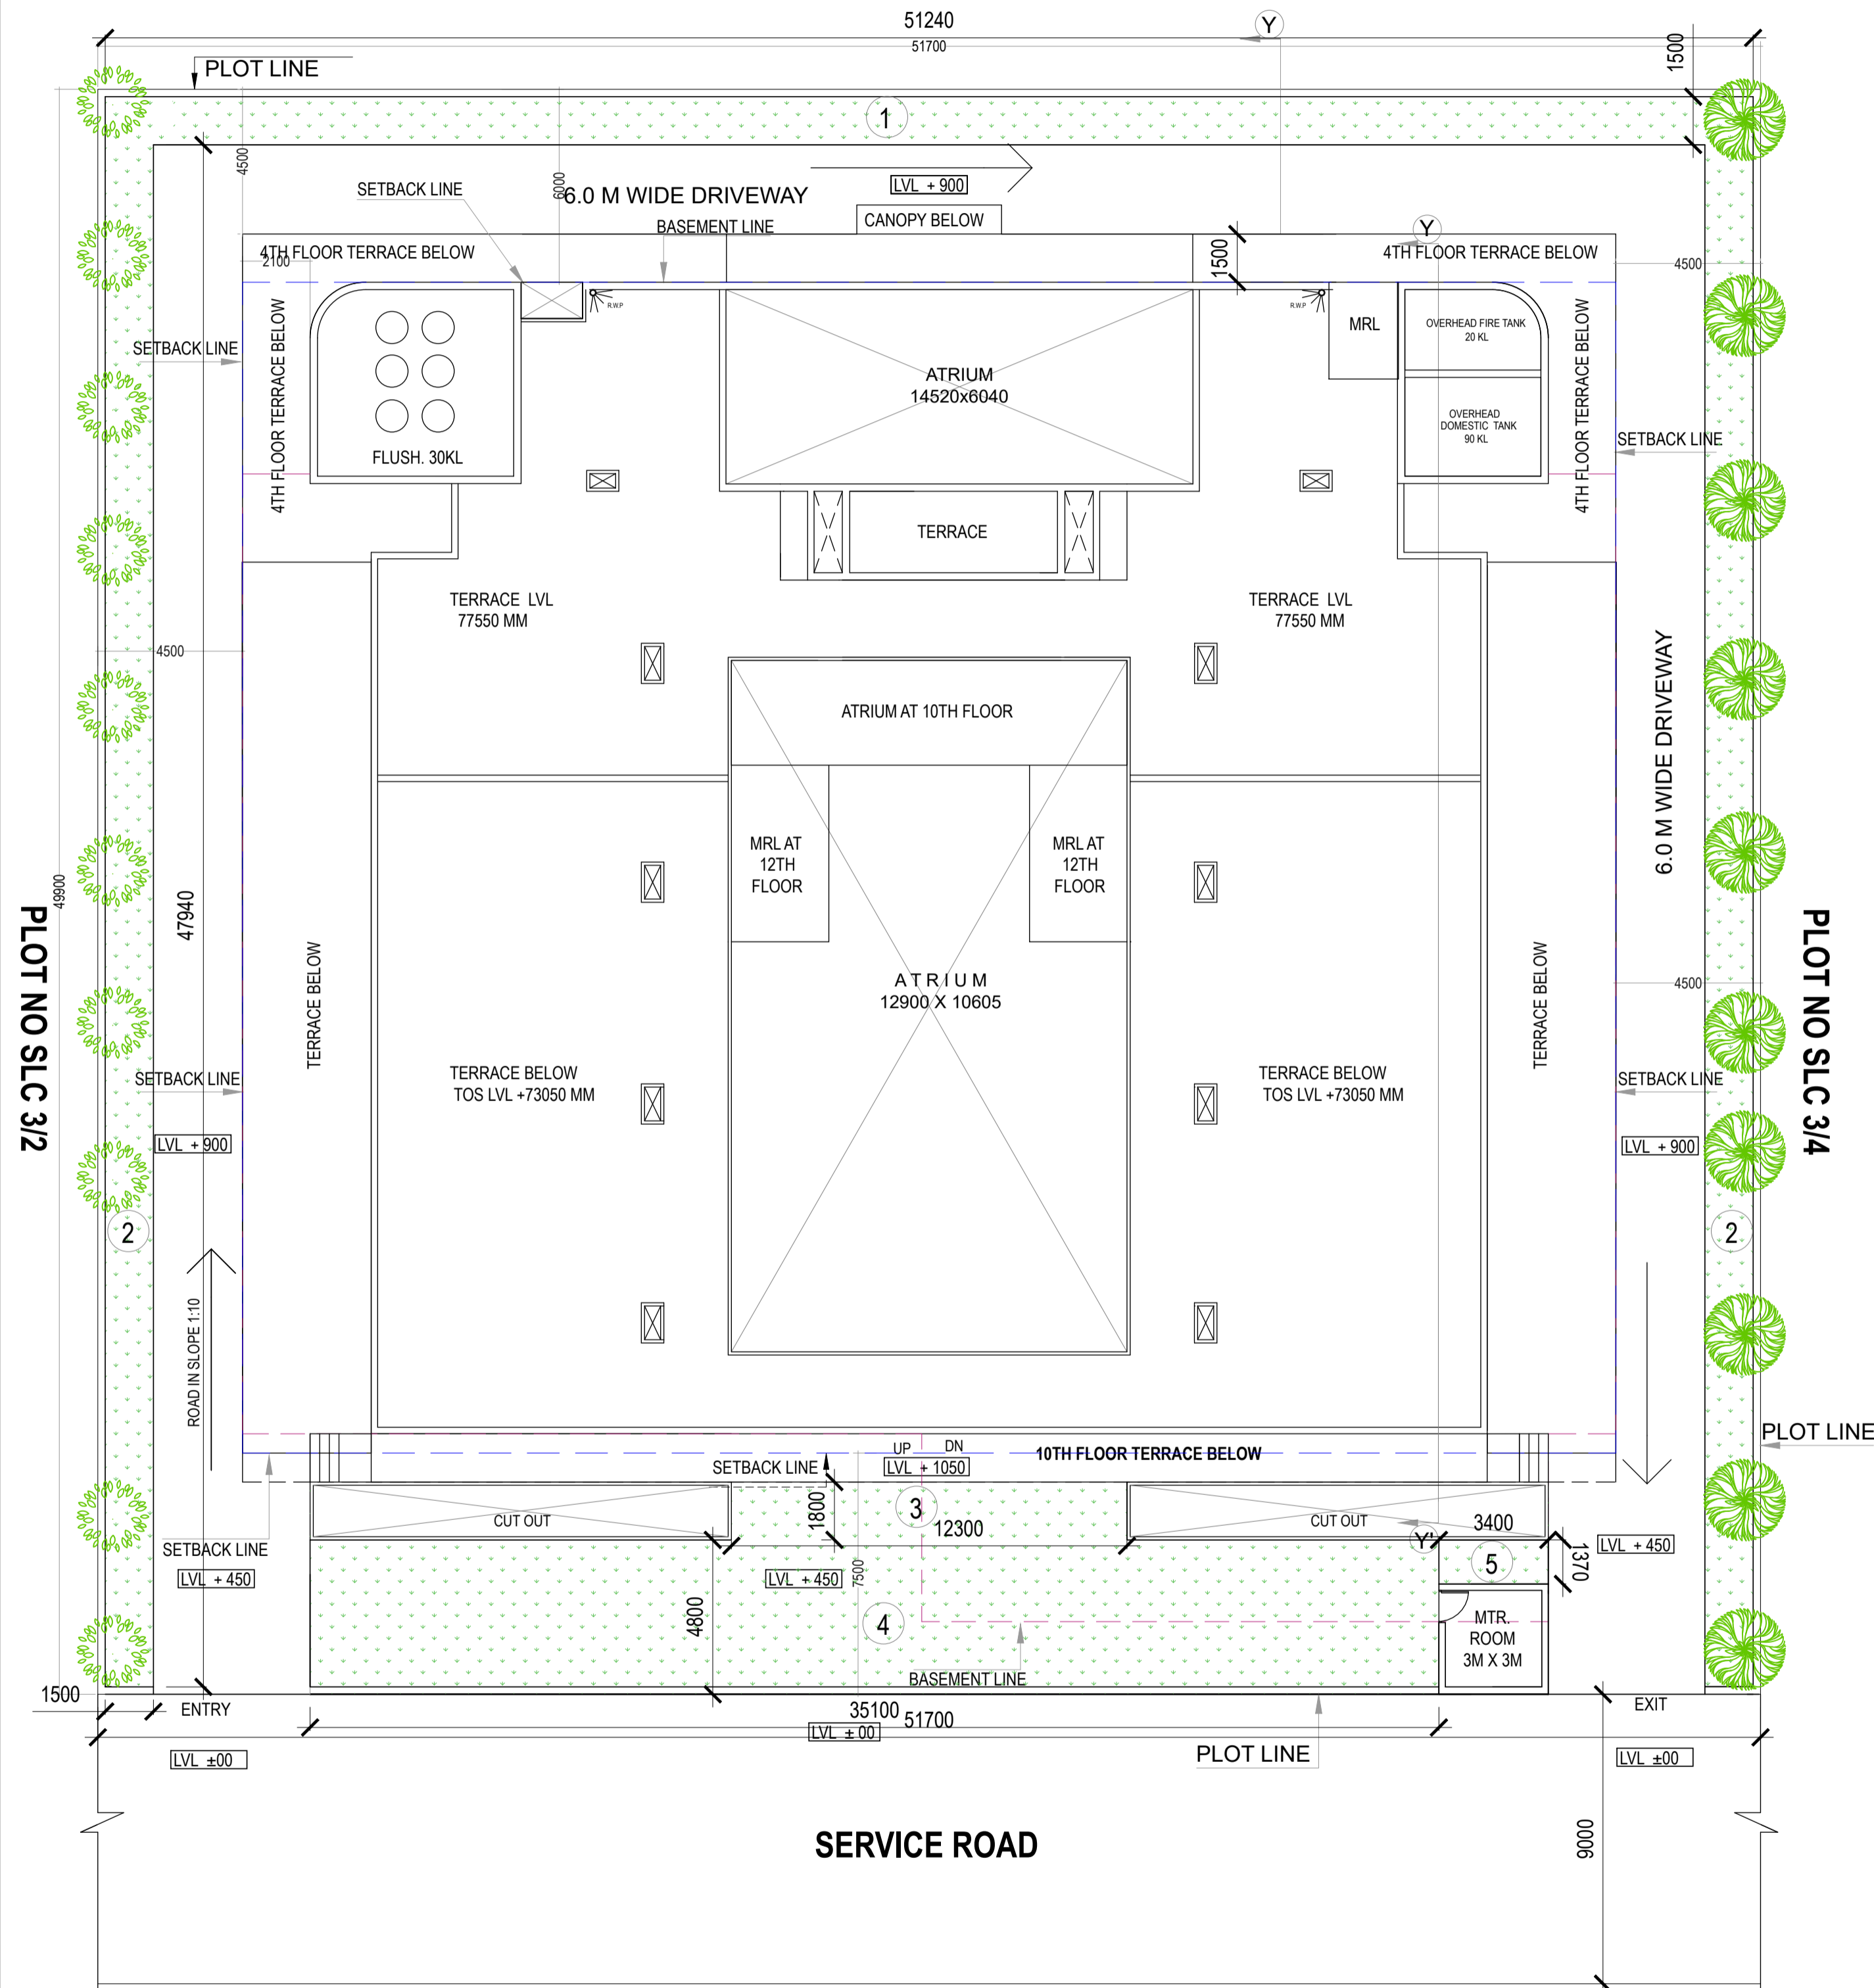 51240
Y
51700
1500
PLOT LINE
1
4500
6000
SETBACK LINE
6.0 M WIDE DRIVEWAY
LVL + 900
BASEMENT LINE
CANOPY BELOW
Y
4TH FLOOR TERRACE BELOW
2100
1500
4TH FLOOR TERRACE BELOW
4500
R.W.P
R.W.P
MRL
OVERHEAD FIRE TANK
20 KL
SETBACK LINE
4TH FLOOR TERRACE BELOW
4TH FLOOR TERRACE BELOW
ATRIUM
14520x6040
OVERHEAD
DOMESTIC TANK
90 KL
SETBACK LINE
FLUSH. 30KL
TERRACE
TERRACE LVL
77550 MM
TERRACE LVL
77550 MM
4500
6.0 M WIDE DRIVEWAY
ATRIUM AT 10TH FLOOR
MRL AT
12TH
FLOOR
MRL AT
12TH
FLOOR
49900
47940
PLOT NO SLC 3/2
PLOT NO SLC 3/4
TERRACE BELOW
ATRIUM
12900 X 10605
TERRACE BELOW
4500
SETBACK LINE
TERRACE BELOW
TOS LVL +73050 MM
TERRACE BELOW
TOS LVL +73050 MM
SETBACK LINE
LVL + 900
LVL + 900
2
2
ROAD IN SLOPE 1:10
PLOT LINE
UP
DN
10TH FLOOR TERRACE BELOW
SETBACK LINE
LVL + 1050
3
1800
12300
CUT OUT
CUT OUT
3400
Y'
5
1370
SETBACK LINE
LVL + 450
LVL + 450
7500
LVL + 450
4800
4
MTR.
ROOM
3M X 3M
BASEMENT LINE
1500
ENTRY
EXIT
35100
51700
LVL ± 00
LVL ±00
PLOT LINE
LVL ±00
SERVICE ROAD
9000